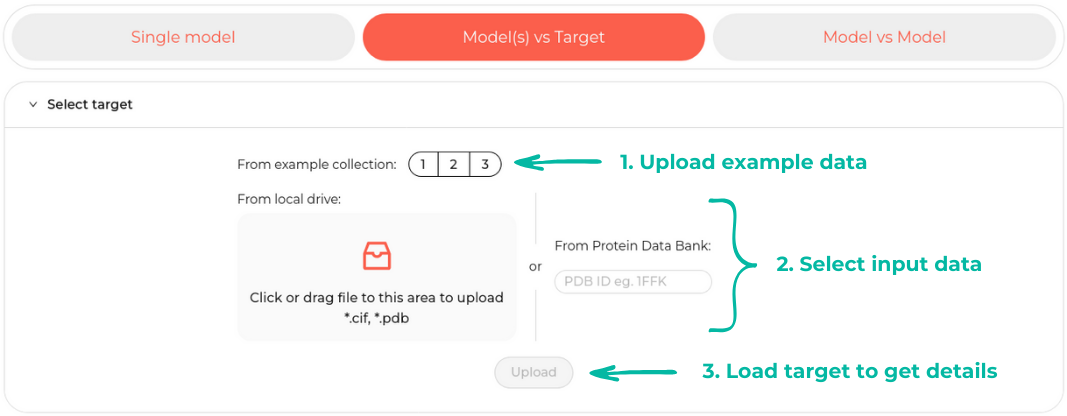 Single model
Model(s) vs Target
Model vs Model
Select target
From example collection: 1 2 3
1. Upload example data
From local drive:
Click or drag file to this area to upload
*.cif, *.pdb
or
From Protein Data Bank:
PDB ID eg. 1FFK
2. Select input data
Upload
3. Load target to get details